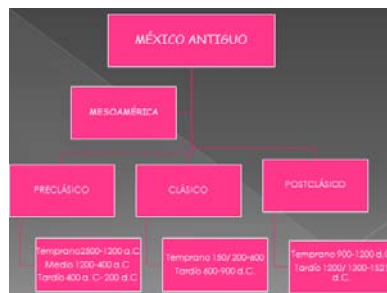 MÉXICO ANTIGUO
MESOAMÉRICA
PRECLÁSICO
CLÁSICO
POSTCLÁSICO
Temprano2500-1200 a.C
Medio 1200-400 a.C
Tardío 400 a. C- 200 d.C
Temprano 150/ 200-600
Tardío 600-900 d.C.
Temprano 900-1200 d.C
Tardío 1200/ 1300-1521
d.C.